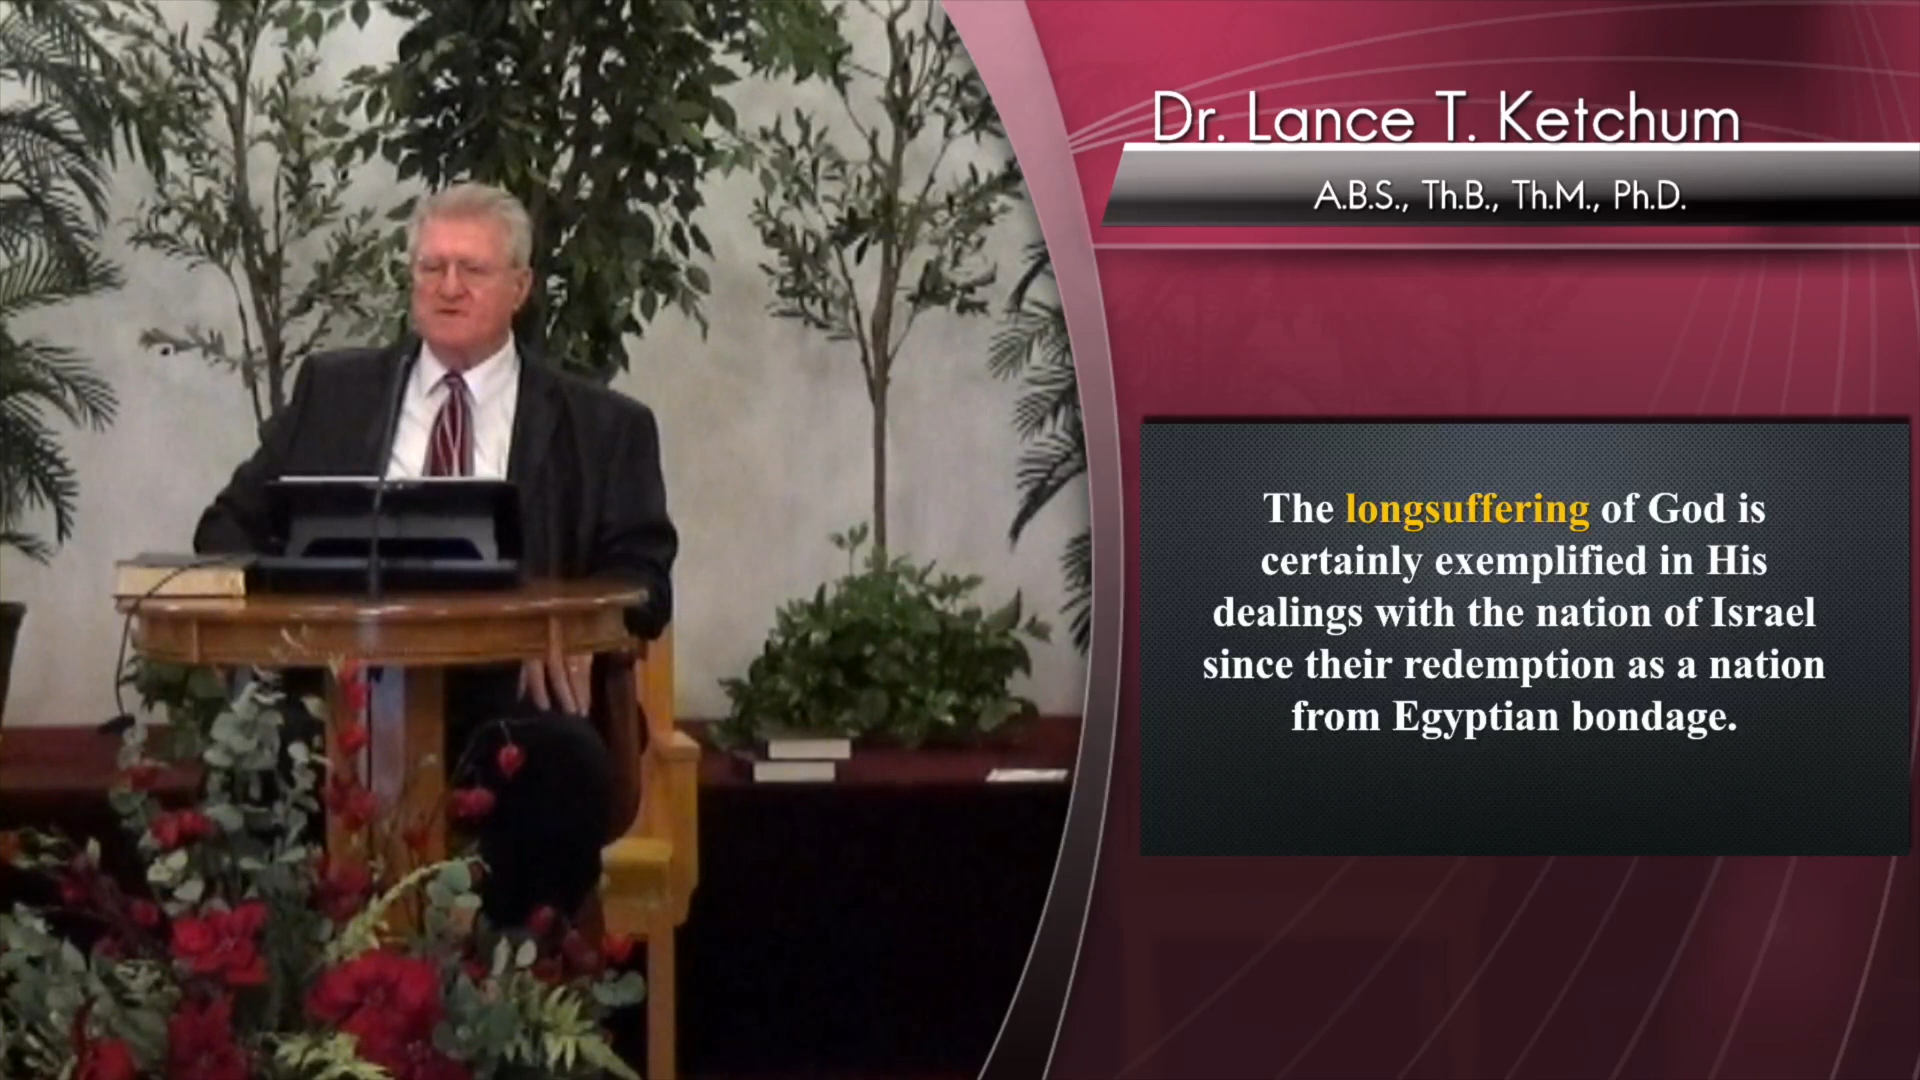 Dr. Lance T. Ketchum
A.B.S., Th.B., Th.M., Ph.D.
The longsuffering of God is
certainly exemplified in His
dealings with the nation of Israel
since their redemption as a nation
from Egyptian bondage.